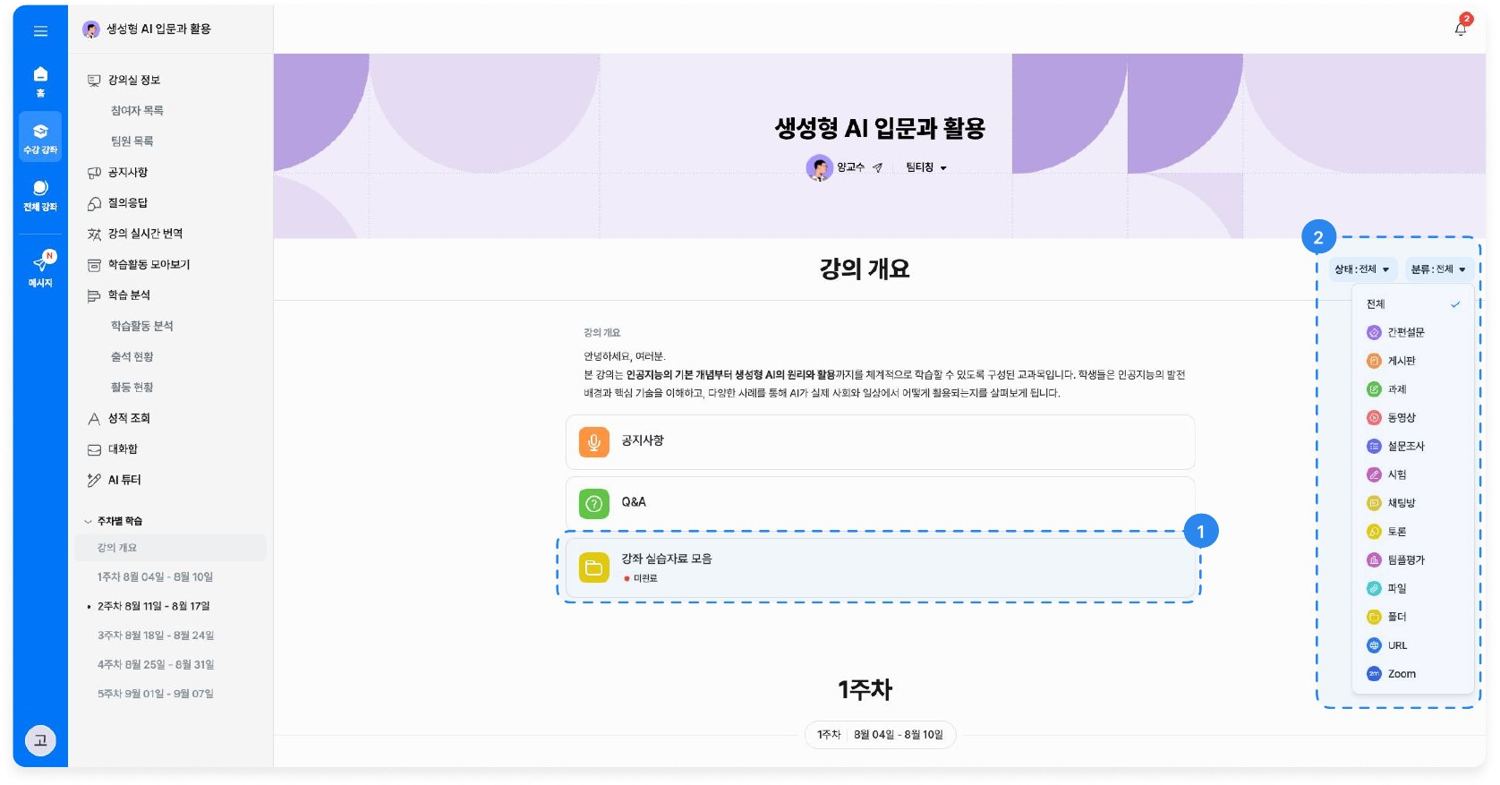 홈
수강 강좌
전체 강좌
N
메시지
고
생성형 AI 입문과 활용
강의실 정보
참여자 목록
팀원 목록
공지사항
질의응답
강의 실시간 번역
학습활동 모아보기
학습 분석
학습활동 분석
출석 현황
활동 현황
성적 조회
대화함
AI 튜터
주차별 학습
강의 개요
1주차 8월 04일 - 8월 10일
2주차 8월 11일 - 8월 17일
3주차 8월 18일 - 8월 24일
4주차 8월 25일 - 8월 31일
5주차 9월 01일 - 9월 07일
2
생성형 AI 입문과 활용
양교수 팀티칭
강의 개요
강의 개요
안녕하세요, 여러분.
본 강의는 인공지능의 기본 개념부터 생성형 AI의 원리와 활용까지를 체계적으로 학습할 수 있도록 구성된 교과목입니다. 학생들은 인공지능의 발전
배경과 핵심 기술을 이해하고, 다양한 사례를 통해 AI가 실제 사회와 일상에서 어떻게 활용되는지를 살펴보게 됩니다.
공지사항
Q&A
1
강좌 실습자료 모음
미완료
1주차
1주차 8월 04일 - 8월 10일
2
상태 : 전체 분류 : 전체
전체
간편설문
게시판
과제
동영상
설문조사
시험
채팅방
토론
팀플평가
파일
폴더
URL
zm Zoom